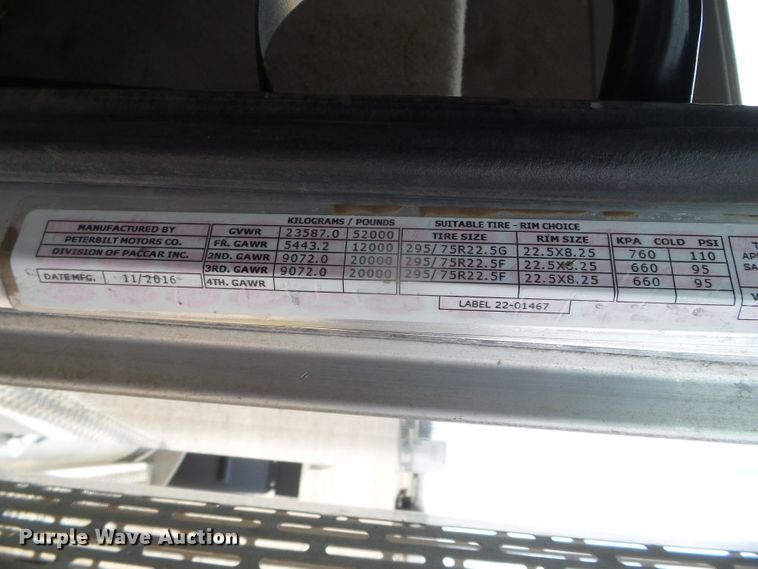 KILOGRAMS / POUNDS SUITABLE TIRE - RIM CHOICE
MANUFACTURED BY GVWR 23587.0 52000 TIRE SIZE RIM SIZE KPA COLD PSI
PETERBILT MOTORS CO. FR. GAWR 5443.2 12000 295/75R22.5G 22.5X8.25 760 110
DIVISION OF PACCAR INC. 2ND. GAWR 9072.0 20000 295/75R22.5F 22.5X8.25 660 95
3RD. GAWR 9072.0 20000 295/75R22.5F 22.5X8.25 660 95
DATE MFG. 11/2016 4TH. GAWR
LABEL 22-01467
Purple Wave Auction